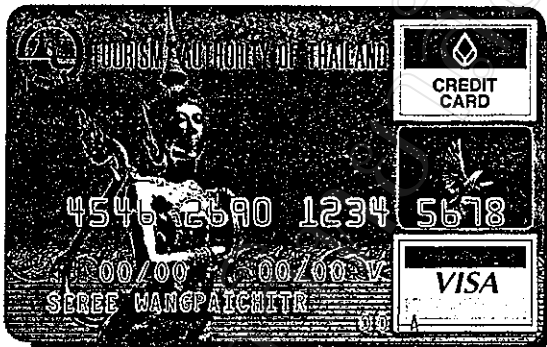 TOURISM AUTHORITY OF THAILAND
CREDIT
CARD
4546 2690 1234 5678
00/00 00/00 V
VISA
SEREE WANGPAICHITR